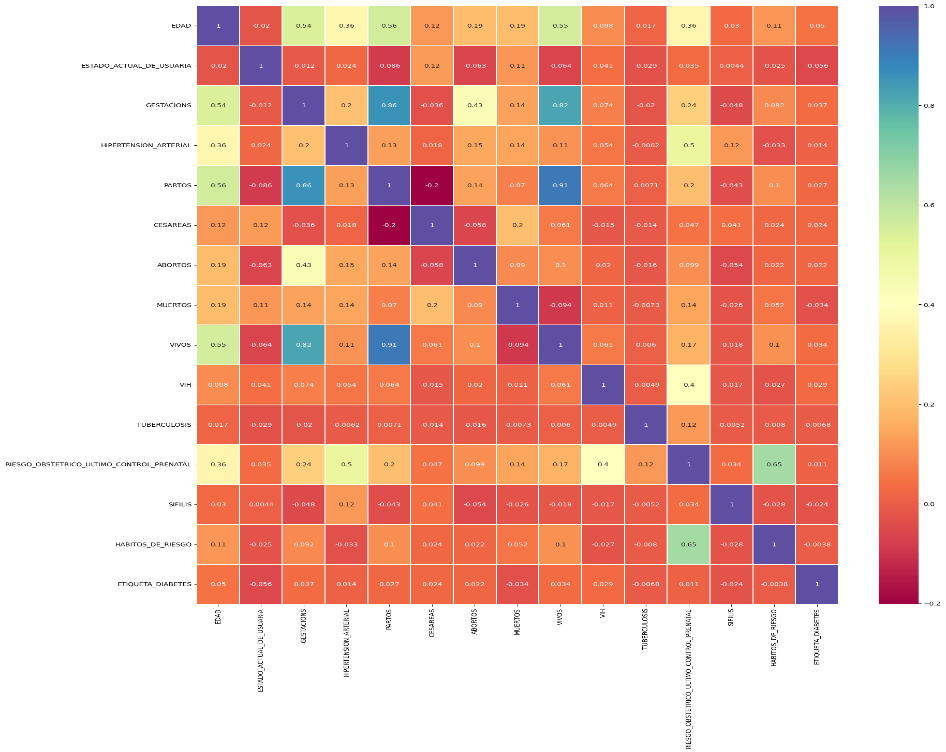 EDAD 1 -0.02 0.54 0.36 0.56 0.12 0.19 0.19 0.55 0.098 0.017 0.36 0.03 0.11 0.05
ESTADO_ACTUAL_DE_USUARIA 0.02 1 0.012 0.024 -0.086 0.12 -0.063 0.11 -0.064 0.041 -0.029 0.035 0.0044 -0.025 -0.056
GESTACIONS 0.54 -0.012 1 0.2 0.86 -0.036 0.43 0.14 0.82 0.074 -0.02 0.24 -0.048 0.092 0.037
HIPERTENSION_ARTERIAL 0.36 0.024 0.2 1 0.13 0.018 0.15 0.14 0.11 0.054 -0.0062 0.5 0.12 -0.033 0.014
PARTOS 0.56 -0.086 0.86 0.13 1 -0.2 0.14 0.07 0.91 0.064 0.0071 0.2 -0.043 0.1 0.027
CESAREAS 0.12 0.12 -0.036 0.018 -0.2 1 -0.058 0.2 0.061 -0.015 -0.014 0.047 0.041 0.024 0.024
ABORTOS 0.19 -0.063 0.43 0.15 0.14 -0.058 1 0.09 0.1 0.02 -0.016 0.099 -0.054 0.022 0.022
MUERTOS 0.19 0.11 0.14 0.14 0.07 0.2 0.09 1 -0.094 0.011 -0.0073 0.14 -0.026 0.052 -0.034
VIVOS 0.55 -0.064 0.82 0.11 0.91 0.061 0.1 -0.094 1 0.061 0.006 0.17 -0.018 0.1 0.034
VIH 0.098 0.041 0.074 0.054 0.064 -0.015 0.02 0.011 0.061 1 0.0049 0.4 -0.017 -0.027 0.029
TUBERCULOSIS 0.017 -0.029 -0.02 -0.0062 0.0071 -0.014 -0.016 -0.0073 0.006 0.0049 1 0.12 -0.0052 -0.008 -0.0068
RIESGO_OBSTETRICO_ULTIMO_CONTROL_PRENATAL 0.36 0.035 0.24 0.5 0.2 0.047 0.099 0.14 0.17 0.4 0.12 1 0.034 0.65 0.011
SIFILIS 0.03 0.0044 -0.048 0.12 -0.043 0.041 -0.054 -0.026 -0.018 -0.017 -0.0052 0.034 1 -0.028 -0.024
HABITOS_DE_RIESGO 0.11 -0.025 0.092 -0.033 0.1 0.024 0.022 0.052 0.1 -0.027 -0.008 0.65 -0.028 1 -0.0038
ETIQUETA_DIABETES 0.05 -0.056 0.037 0.014 0.027 0.024 0.022 -0.034 0.034 0.029 -0.0068 0.011 -0.024 -0.0038 1
EDAD
ESTADO_ACTUAL_DE_USUARIA
GESTACIONS
HIPERTENSION_ARTERIAL
PARTOS
CESAREAS
ABORTOS
MUERTOS
VIVOS
VIH
TUBERCULOSIS
RIESGO_OBSTETRICO_ULTIMO_CONTROL_PRENATAL
SIFILIS
HABITOS_DE_RIESGO
ETIQUETA_DIABETES
1.0
0.8
0.6
0.4
0.2
0.0
-0.2